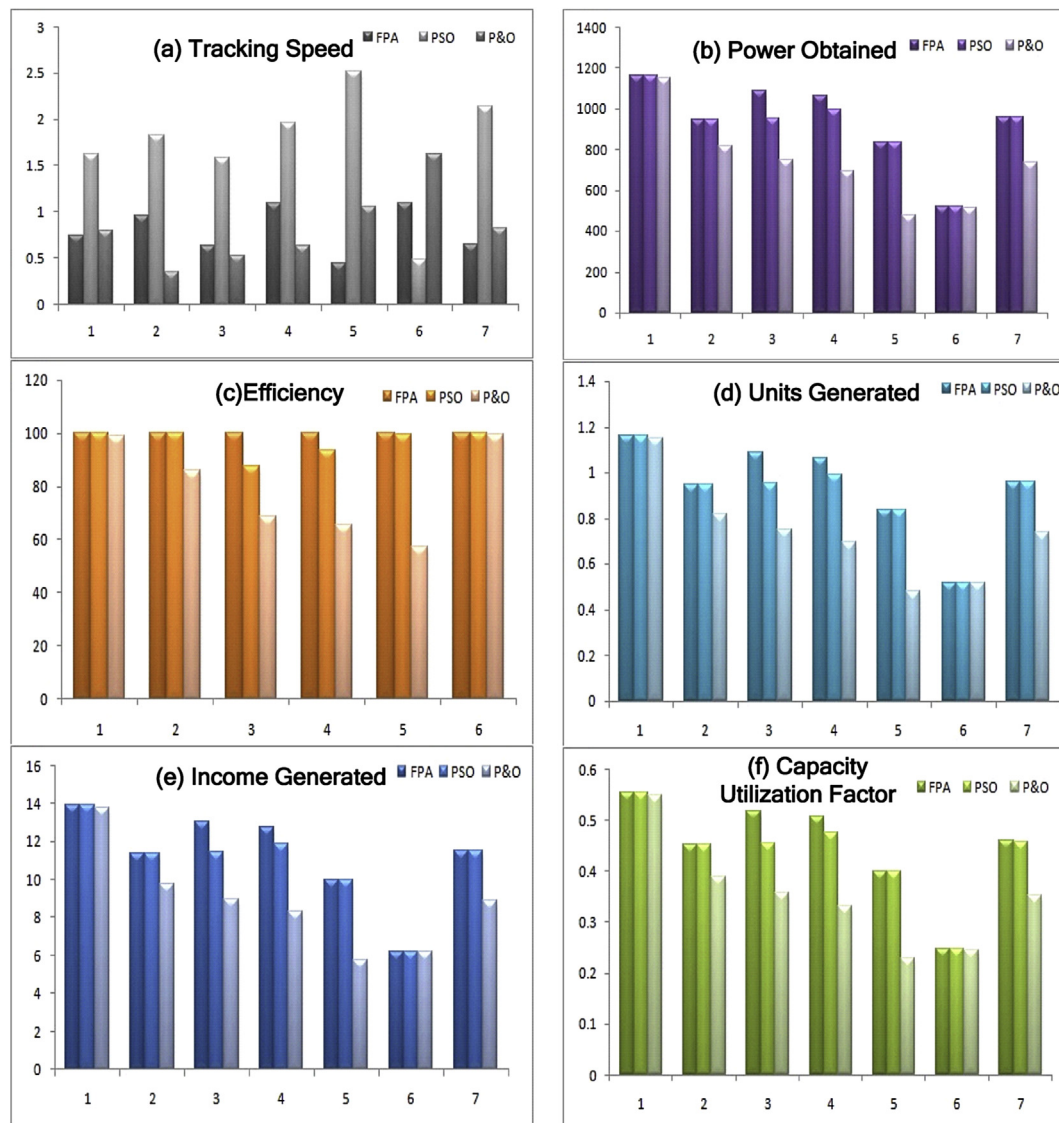 (a) Tracking Speed
FPA PSO P&O
3
2.5
2
1.5
1
0.5
0
1 2 3 4 5 6 7
(b) Power Obtained
FPA PSO P&O
1400
1200
1000
800
600
400
200
0
1 2 3 4 5 6 7
(c)Efficiency
FPA PSO P&O
120
100
80
60
40
20
0
1 2 3 4 5 6
(d) Units Generated
FPA PSO P&O
1.4
1.2
1
0.8
0.6
0.4
0.2
0
1 2 3 4 5 6 7
(e) Income Generated
FPA PSO P&O
16
14
12
10
8
6
4
2
0
1 2 3 4 5 6 7
(f) Capacity
Utilization Factor
FPA PSO P&O
0.6
0.5
0.4
0.3
0.2
0.1
0
1 2 3 4 5 6 7